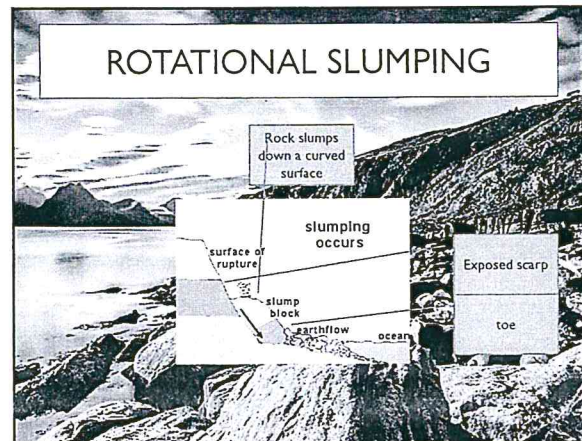 ROTATIONAL SLUMPING
Rock slumps
down a curved
surface
slumping
occurs
surface of
rupture
slump
block
earthflow
ocean
Exposed scarp
toe